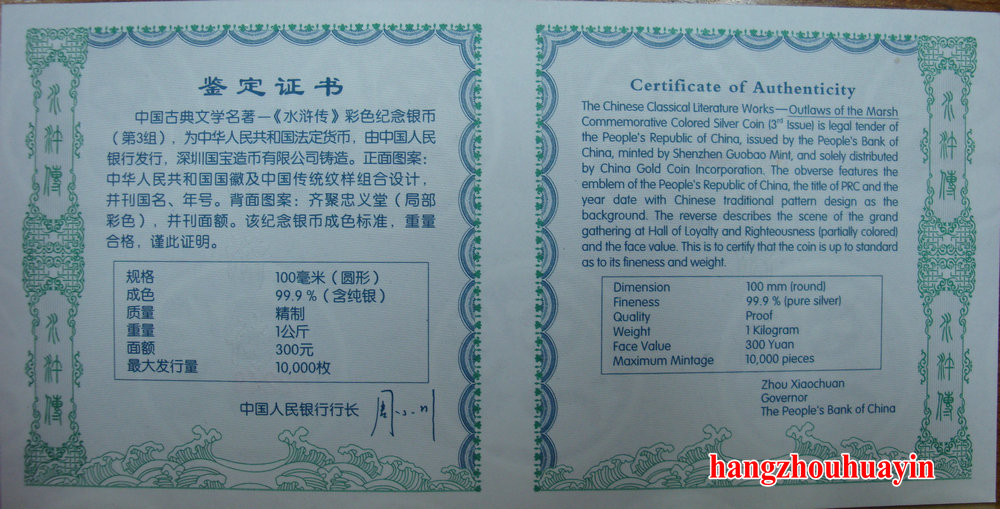 水浒傳
水浒傳
鉴定证书
中国古典文学名著—《水浒传》彩色纪念银币
(第3组)，为中华人民共和国法定货币，由中国人民
银行发行，深圳国宝造币有限公司铸造。正面图案：
中华人民共和国国徽及中国传统纹样组合设计，
并刊国名、年号。背面图案：齐聚忠义堂（局部
彩色），并刊面额。该纪念银币成色标准，重量
合格，谨此证明。
规格 100毫米（圆形）
成色 99.9％（含纯银）
质量 精制
重量 1公斤
面额 300元
最大发行量 10,000枚
中国人民银行行长
Certificate of Authenticity
The Chinese Classical Literature Works—Outlaws of the Marsh
Commemorative Colored Silver Coin (3rd Issue) is legal tender of
the People's Republic of China, issued by the People's Bank of
China, minted by Shenzhen Guobao Mint, and solely distributed
by China Gold Coin Incorporation. The obverse features the
emblem of the People's Republic of China, the title of PRC and the
year date with Chinese traditional pattern design as the
background. The reverse describes the scene of the grand
gathering at Hall of Loyalty and Righteousness (partially colored)
and the face value. This is to certify that the coin is up to standard
as to its fineness and weight.
Dimension 100 mm (round)
Fineness 99.9 % (pure silver)
Quality Proof
Weight 1 Kilogram
Face Value 300 Yuan
Maximum Mintage 10,000 pieces
Zhou Xiaochuan
Governor
The People's Bank of China
水浒傳
水浒傳
hangzhouhuayin